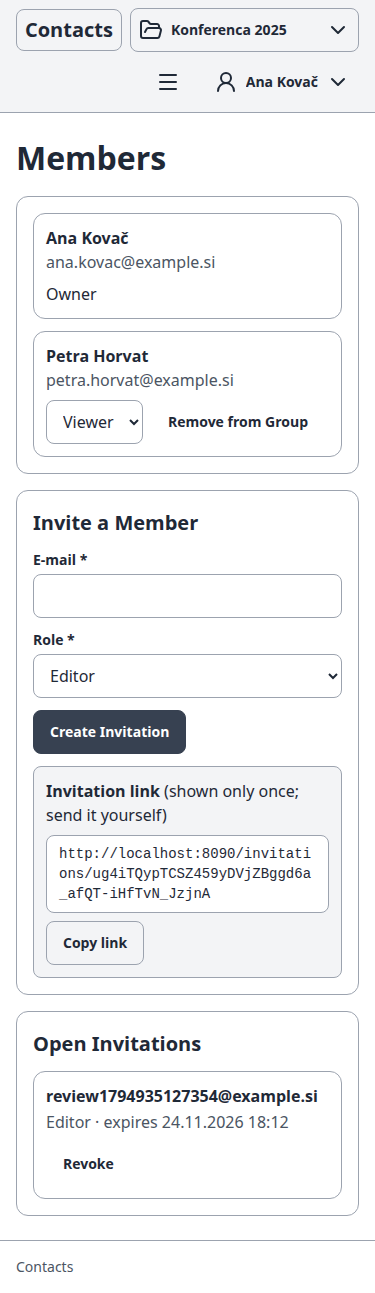 Contacts
Konferenca 2025
Ana Kovač
Members
Ana Kovač
ana.kovac@example.si
Owner
Petra Horvat
petra.horvat@example.si
Viewer
Remove from Group
Invite a Member
E-mail *
Role *
Editor
Create Invitation
Invitation link (shown only once;
send it yourself)
http://localhost:8090/invitati
ons/ug4iTQypTCSZ459yDVjZBggd6a
_afQT-iHfTvN_JzjnA
Copy link
Open Invitations
review1794935127354@example.si
Editor · expires 24.11.2026 18:12
Revoke
Contacts